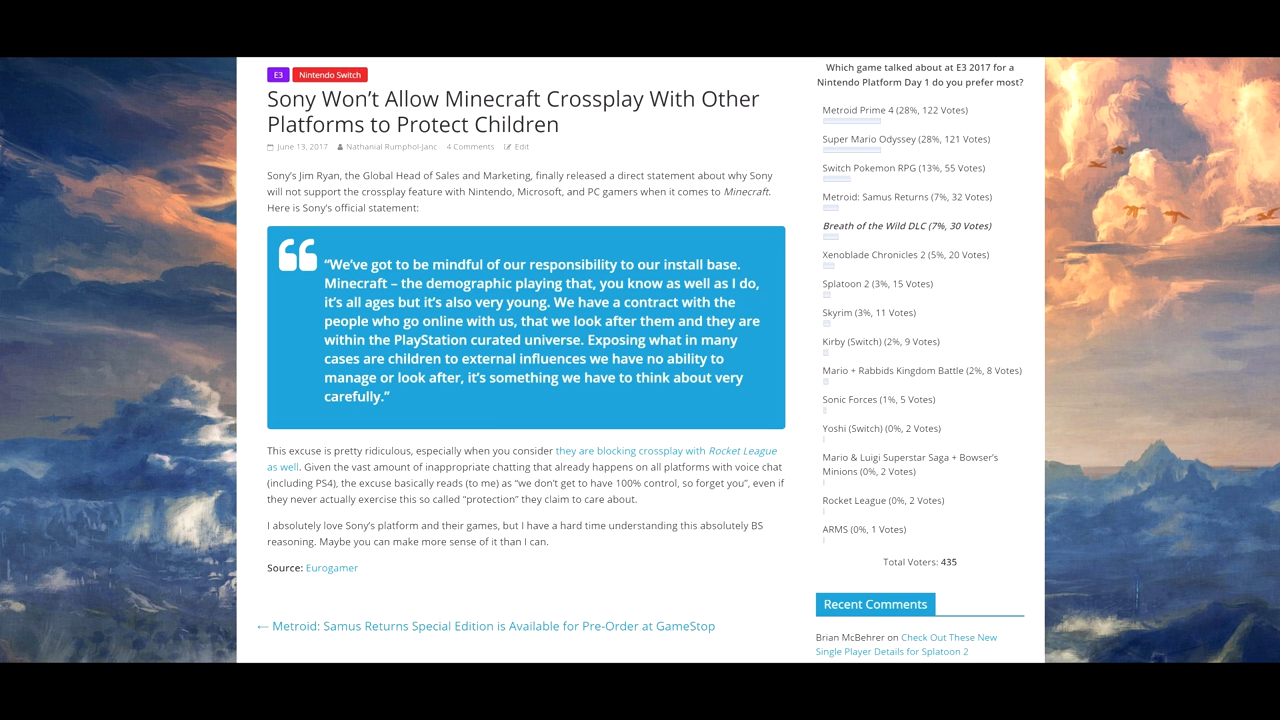 E3 Nintendo Switch
Sony Won’t Allow Minecraft Crossplay With Other
Platforms to Protect Children
June 13, 2017 Nathanial Rumphol-Janc 4 Comments Edit
Sony’s Jim Ryan, the Global Head of Sales and Marketing, finally released a direct statement about why Sony
will not support the crossplay feature with Nintendo, Microsoft, and PC gamers when it comes to Minecraft.
Here is Sony’s official statement:
“We’ve got to be mindful of our responsibility to our install base.
Minecraft – the demographic playing that, you know as well as I do,
it’s all ages but it’s also very young. We have a contract with the
people who go online with us, that we look after them and they are
within the PlayStation curated universe. Exposing what in many
cases are children to external influences we have no ability to
manage or look after, it’s something we have to think about very
carefully.”
This excuse is pretty ridiculous, especially when you consider they are blocking crossplay with Rocket League
as well. Given the vast amount of inappropriate chatting that already happens on all platforms with voice chat
(including PS4), the excuse basically reads (to me) as “we don’t get to have 100% control, so forget you”, even if
they never actually exercise this so called “protection” they claim to care about.
I absolutely love Sony’s platform and their games, but I have a hard time understanding this absolutely BS
reasoning. Maybe you can make more sense of it than I can.
Source: Eurogamer
← Metroid: Samus Returns Special Edition is Available for Pre-Order at GameStop
Which game talked about at E3 2017 for a
Nintendo Platform Day 1 do you prefer most?
Metroid Prime 4 (28%, 122 Votes)
Super Mario Odyssey (28%, 121 Votes)
Switch Pokemon RPG (13%, 55 Votes)
Metroid: Samus Returns (7%, 32 Votes)
Breath of the Wild DLC (7%, 30 Votes)
Xenoblade Chronicles 2 (5%, 20 Votes)
Splatoon 2 (3%, 15 Votes)
Skyrim (3%, 11 Votes)
Kirby (Switch) (2%, 9 Votes)
Mario + Rabbids Kingdom Battle (2%, 8 Votes)
Sonic Forces (1%, 5 Votes)
Yoshi (Switch) (0%, 2 Votes)
Mario & Luigi Superstar Saga + Bowser's
Minions (0%, 2 Votes)
Rocket League (0%, 2 Votes)
ARMS (0%, 1 Votes)
Total Voters: 435
Recent Comments
Brian McBehrer on Check Out These New
Single Player Details for Splatoon 2